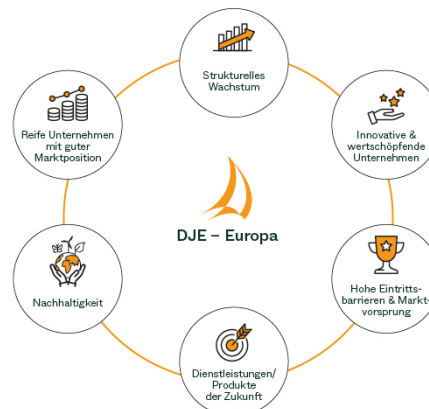 Strukturelles
Wachstum
Innovative &
wertschöpfende
Unternehmen
Hohe Eintritts-
barrieren & Markt-
vorsprung
Dienstleistungen/
Produkte
der Zukunft
Nachhaltigkeit
Reife Unternehmen
mit guter
Marktposition
DJE – Europa